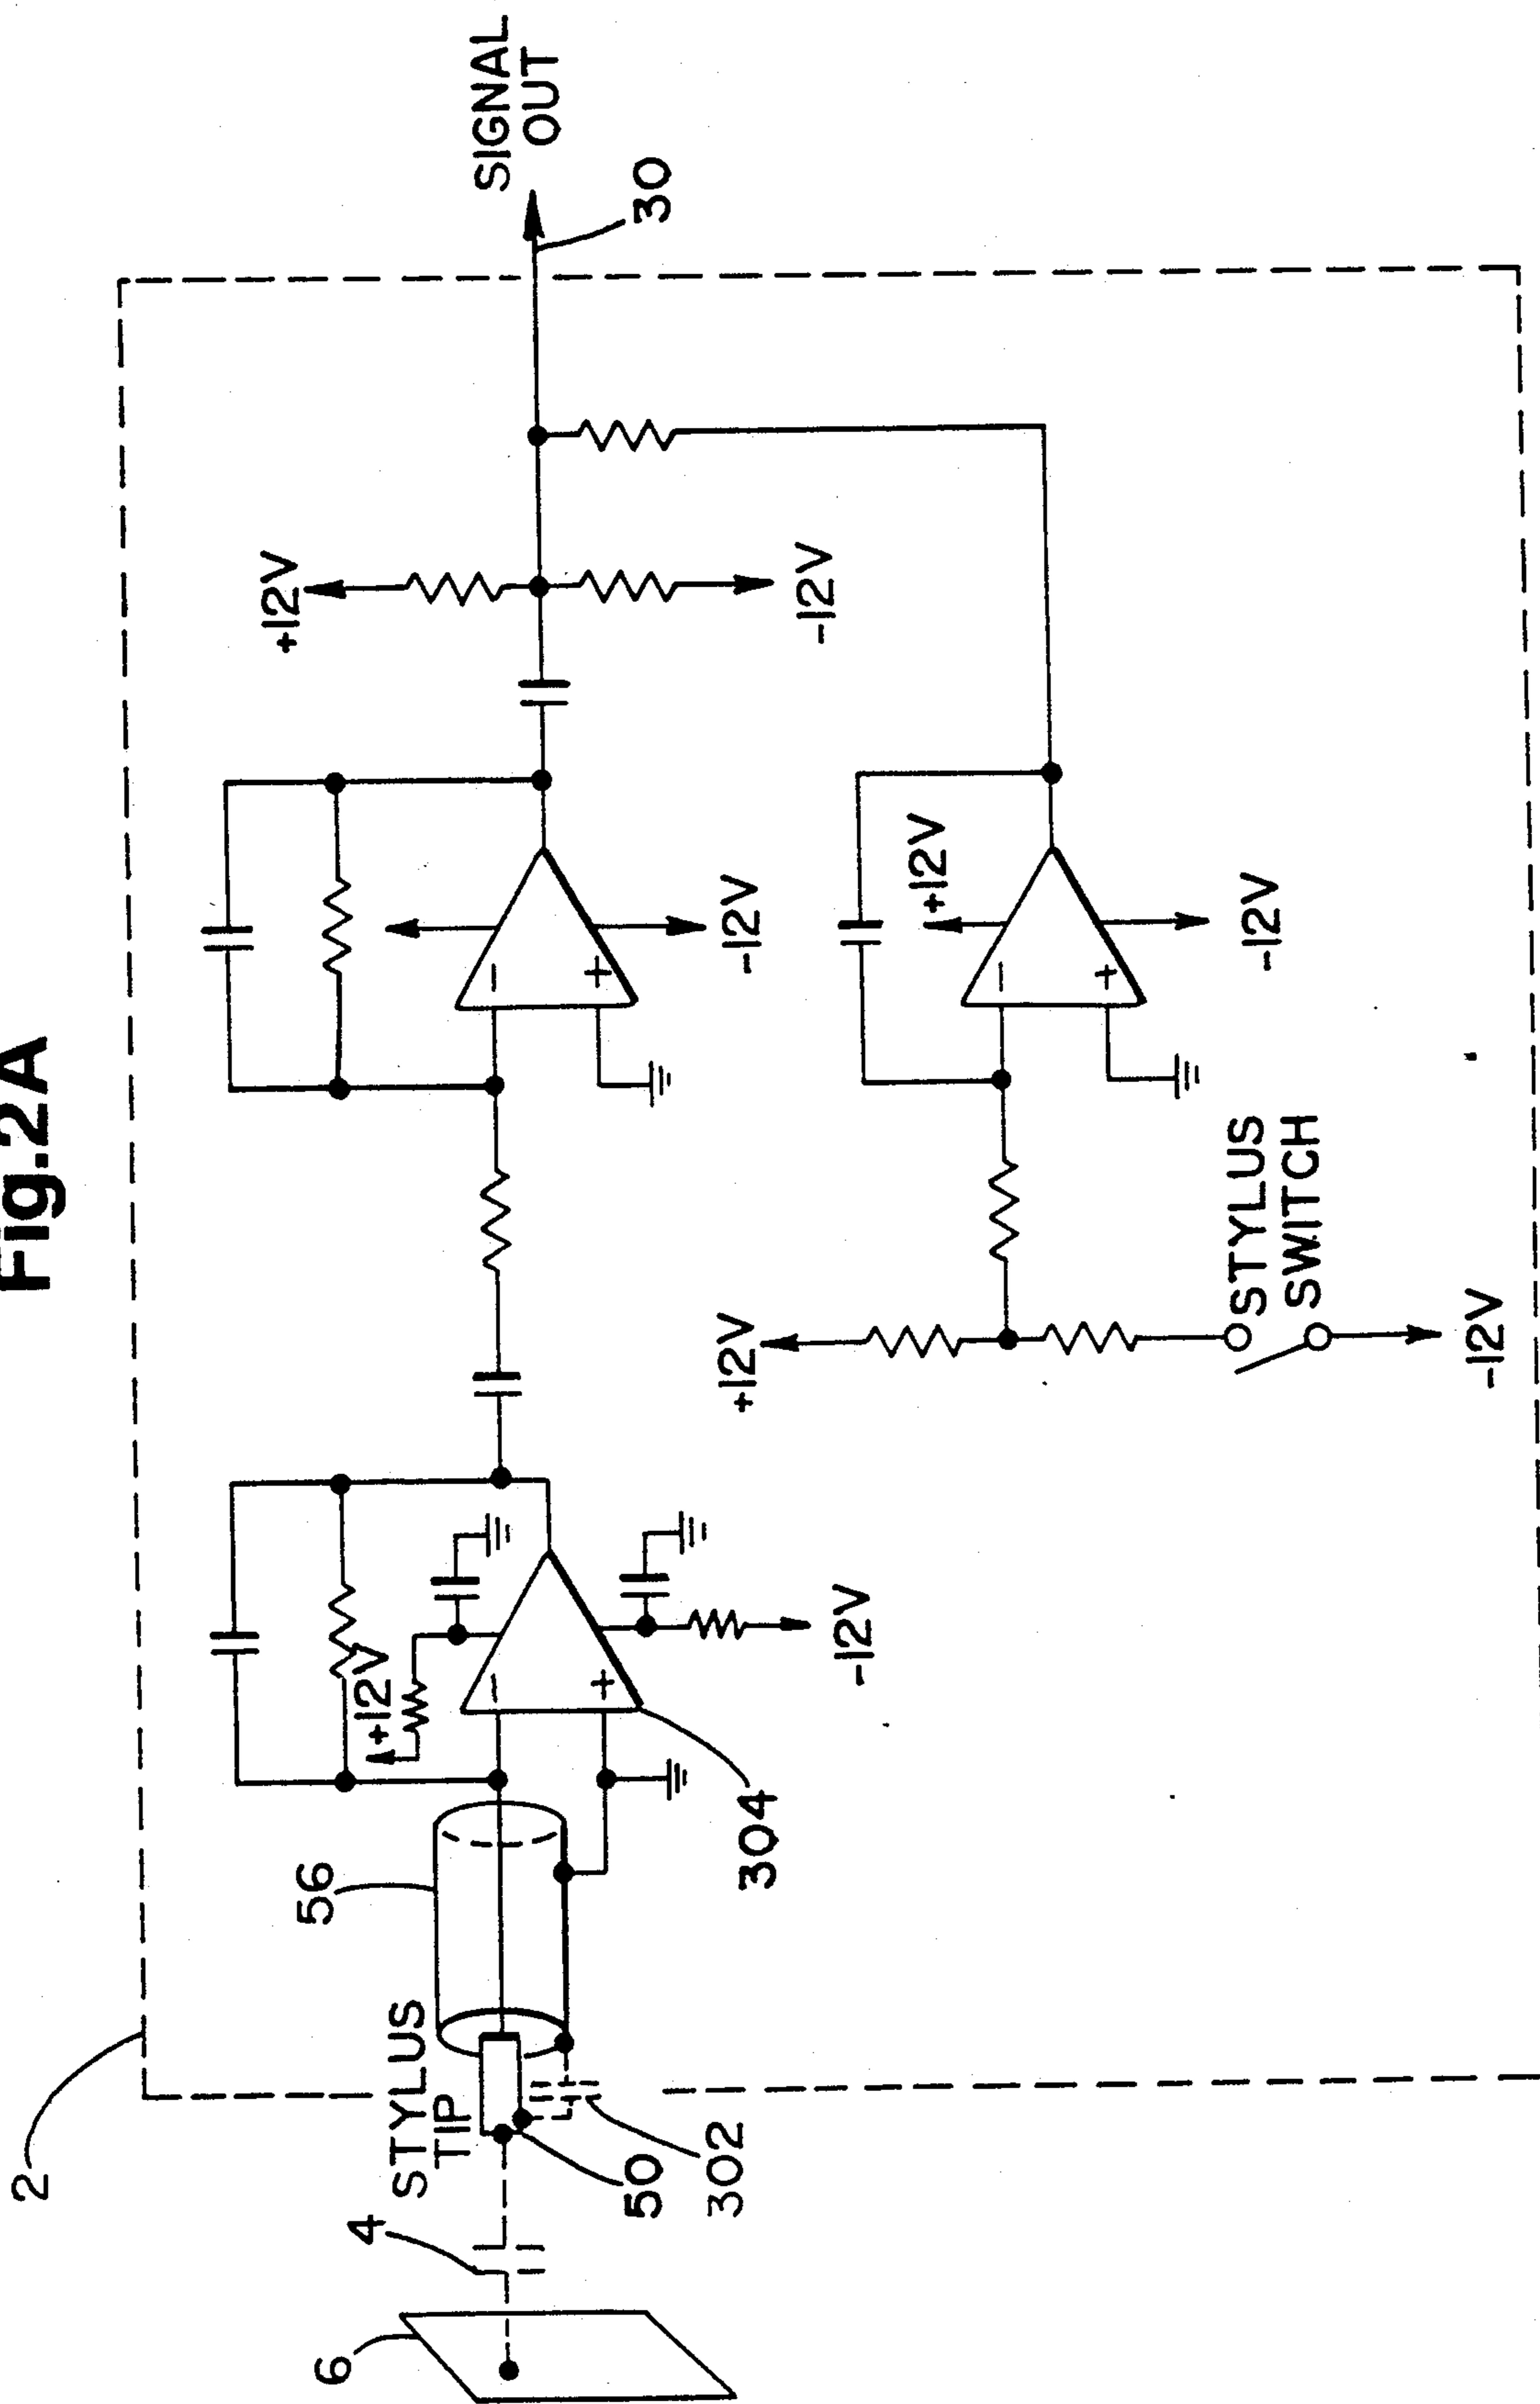 Fig.2A
2
6
4
STYLUS
TIP
50
302
56
304
+12V
-12V
−
+
+12V
STYLUS
SWITCH
-12V
−
+
-12V
−
+
+12V
-12V
+12V
-12V
SIGNAL
OUT
30